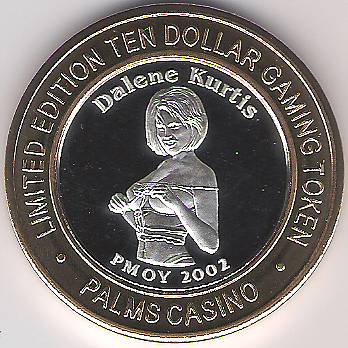 LIMITED EDITION TEN DOLLAR GAMING TOKEN
Dalene Kurtis
PMOY 2002
• PALMS CASINO •